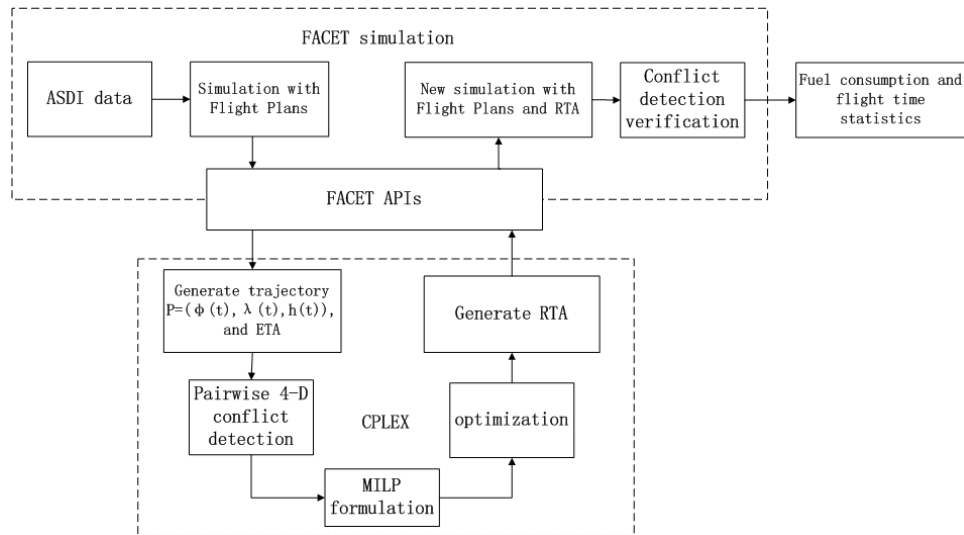 FACET simulation
ASDI data
Simulation with
Flight Plans
New simulation with
Flight Plans and RTA
Conflict
detection
verification
Fuel consumption and
flight time
statistics
FACET APIs
Generate trajectory
P=(φ(t),λ(t),h(t)),
and ETA
Generate RTA
Pairwise 4-D
conflict
detection
CPLEX
optimization
MILP
formulation